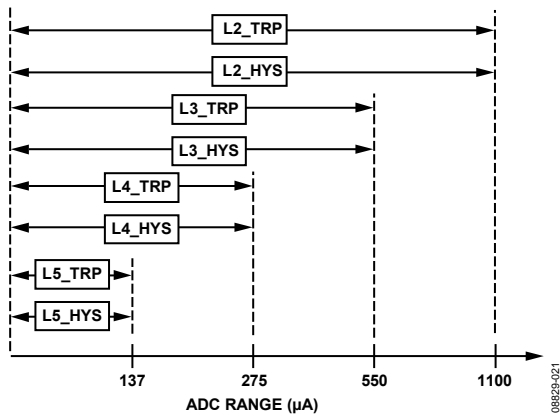 L2_TRP
L2_HYS
L3_TRP
L3_HYS
L4_TRP
L4_HYS
L5_TRP
L5_HYS
137 275 550 1100
ADC RANGE (µA)
08829-021